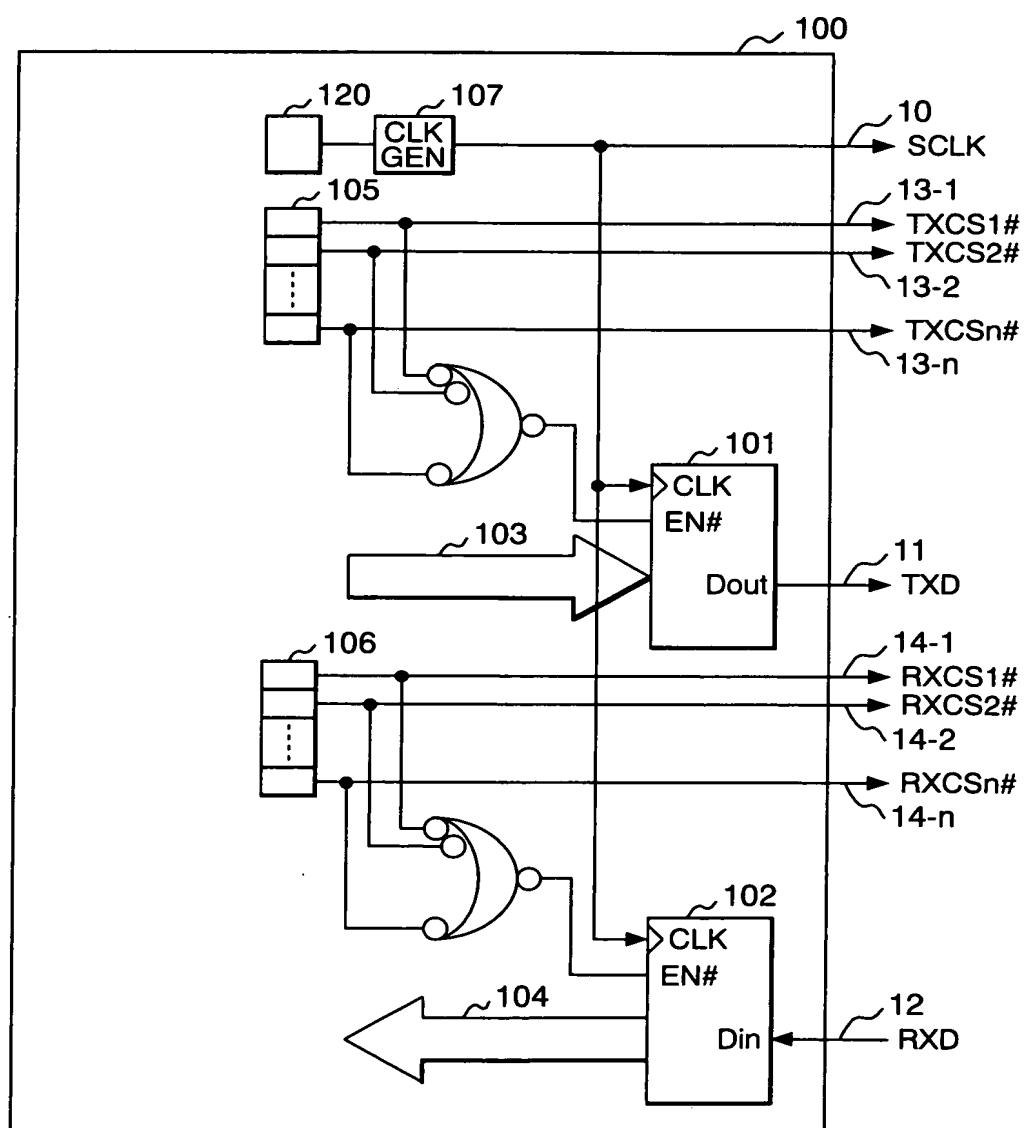 100
120
107
10
CLK
GEN
SCLK
105
13-1
TXCS1#
TXCS2#
13-2
TXCSn#
13-n
101
CLK
EN#
103
11
Dout
TXD
106
14-1
RXCS1#
RXCS2#
14-2
RXCSn#
14-n
102
CLK
EN#
104
12
Din
RXD